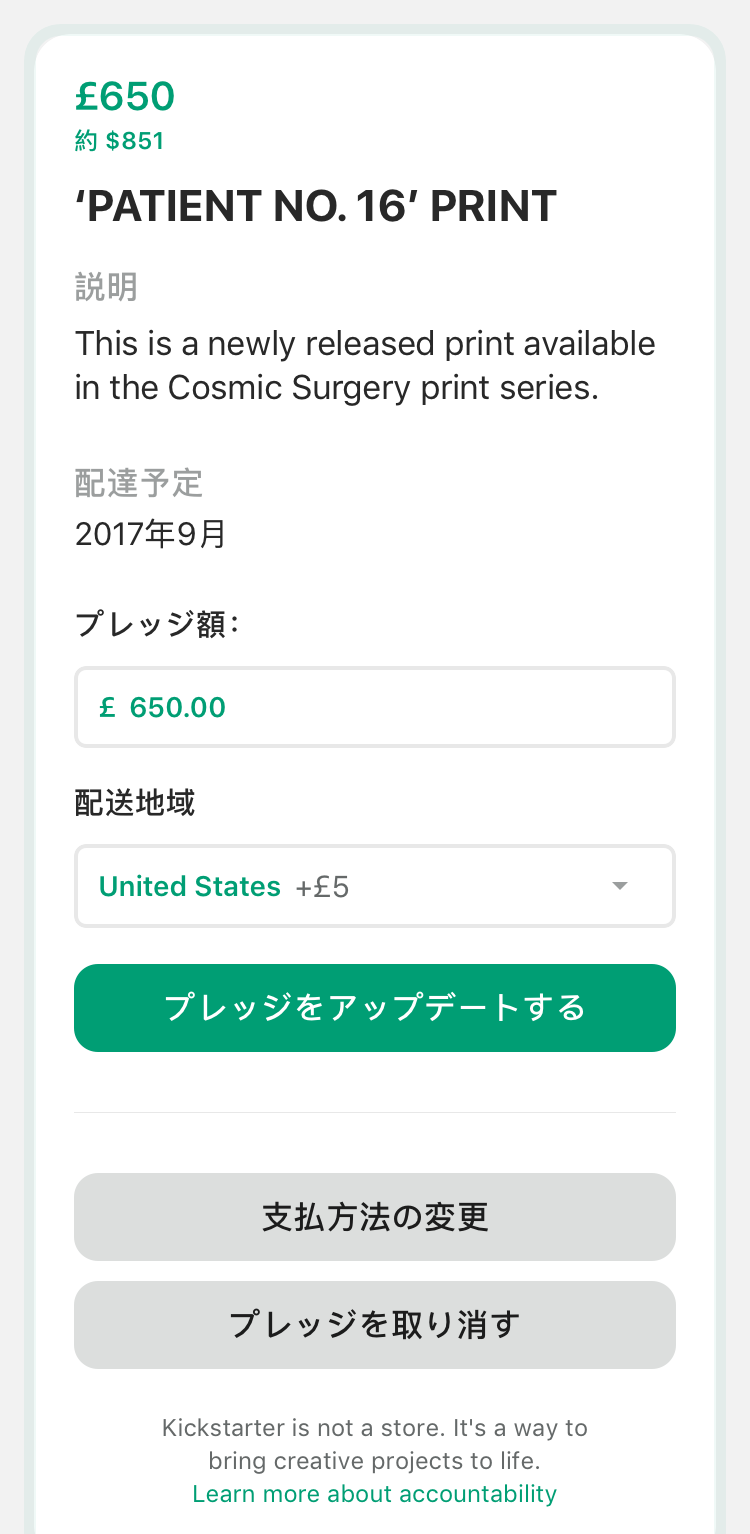 £650
約 $851
‘PATIENT NO. 16’ PRINT
説明
This is a newly released print available
in the Cosmic Surgery print series.
配達予定
2017年9月
プレッジ額:
£ 650.00
配送地域
United States +£5
プレッジをアップデートする
支払方法の変更
プレッジを取り消す
Kickstarter is not a store. It's a way to
bring creative projects to life.
Learn more about accountability